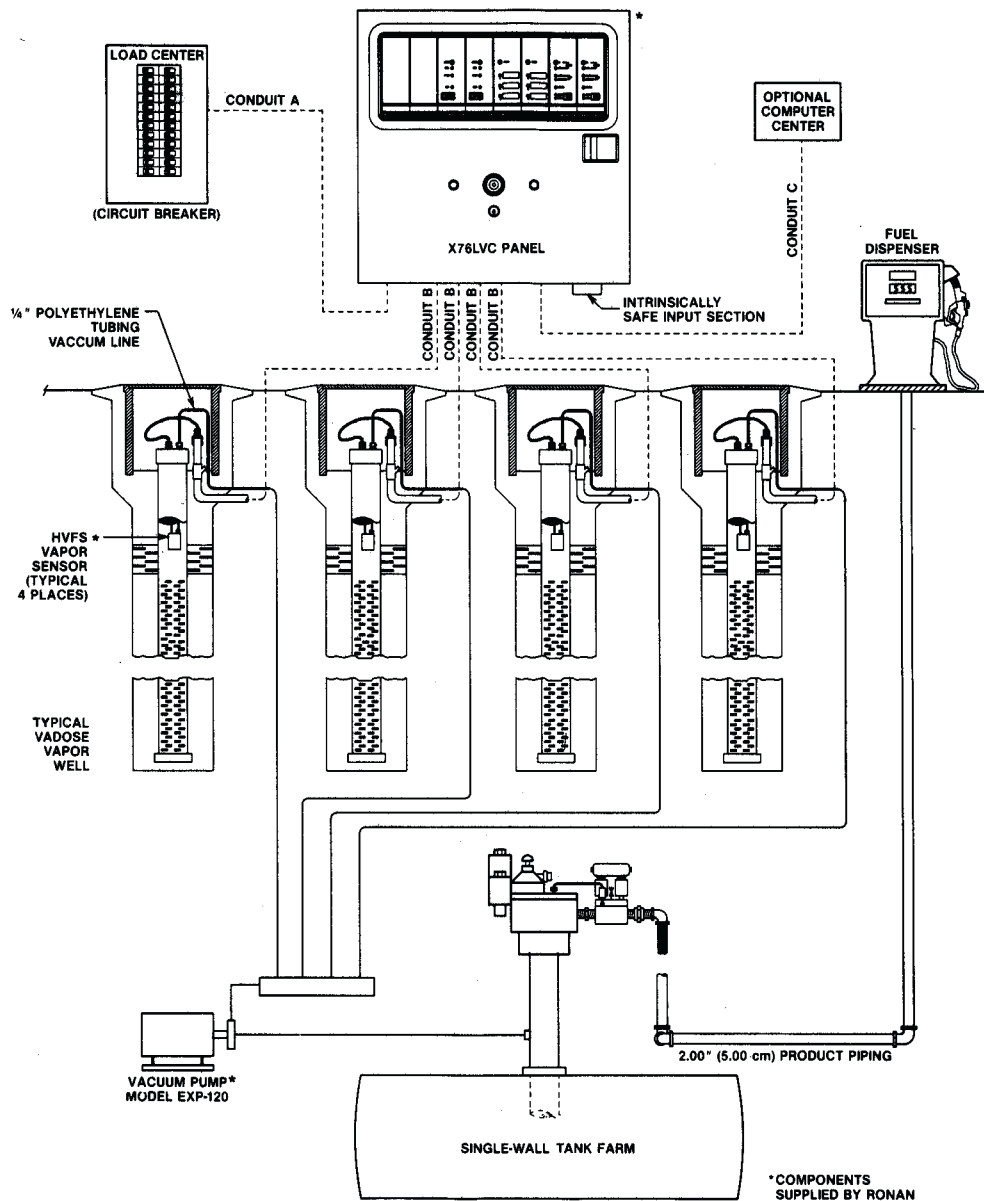 *
LOAD CENTER
CONDUIT A
(CIRCUIT BREAKER)
OPTIONAL
COMPUTER
CENTER
CONDUIT C
X76LVC PANEL
FUEL
DISPENSER
INTRINSICALLY
SAFE INPUT SECTION
CONDUIT B
CONDUIT B
CONDUIT B
CONDUIT B
¼" POLYETHYLENE
TUBING
VACCUM LINE
HVFS *
VAPOR
SENSOR
(TYPICAL
4 PLACES)
TYPICAL
VADOSE
VAPOR
WELL
2.00" (5.00 cm) PRODUCT PIPING
VACUUM PUMP*
MODEL EXP-120
SINGLE-WALL TANK FARM
*COMPONENTS
SUPPLIED BY RONAN